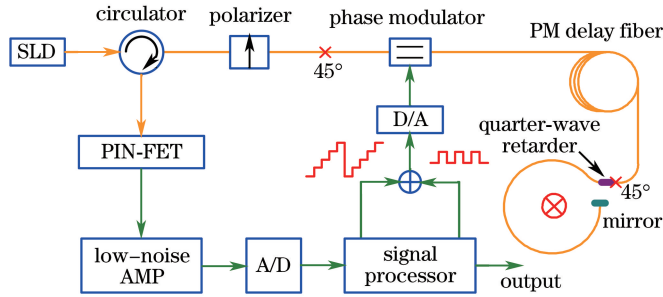 circulator
polarizer
phase modulator
PM delay fiber
SLD
45°
D/A
quarter-wave
retarder
PIN-FET
45°
mirror
low-noise
AMP
A/D
signal
processor
output